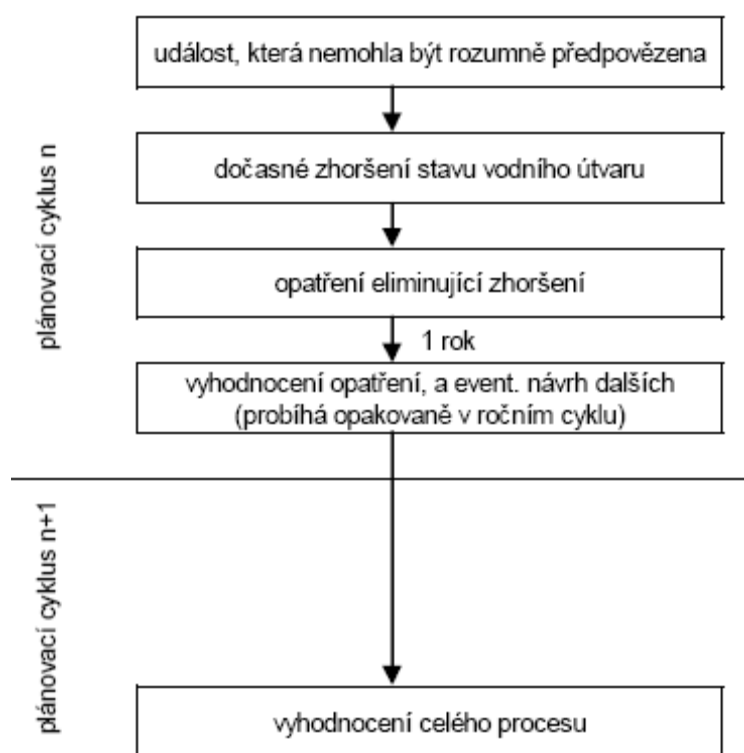 událost, která nemohla být rozumně předpovězena
plánovací cyklus n
dočasné zhoršení stavu vodního útvaru
opatření eliminující zhoršení
1 rok
vyhodnocení opatření, a event. návrh dalších
(probíhá opakovaně v ročním cyklu)
plánovací cyklus n+1
vyhodnocení celého procesu